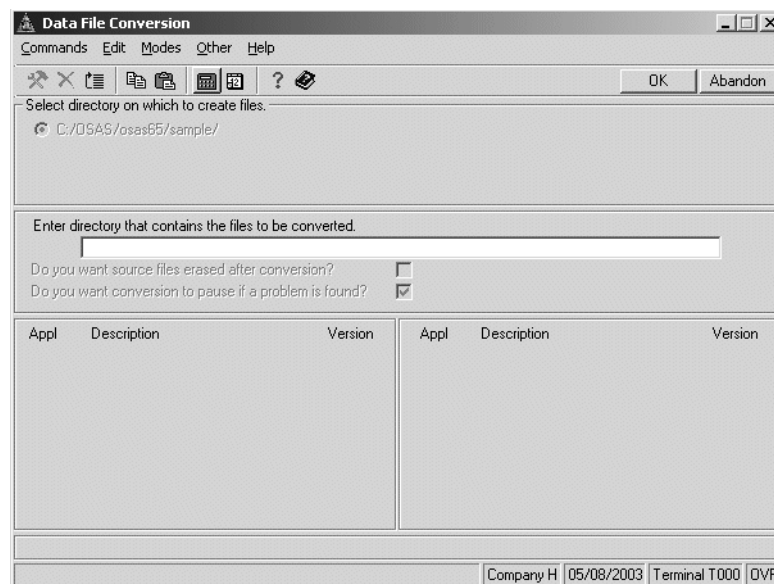 Data File Conversion
Commands Edit Modes Other Help
OK Abandon
Select directory on which to create files.
C:/OSAS/osas65/sample/
Enter directory that contains the files to be converted.
Do you want source files erased after conversion?
Do you want conversion to pause if a problem is found?
Appl Description Version Appl Description Version
Company H 05/08/2003 Terminal T000 OVR